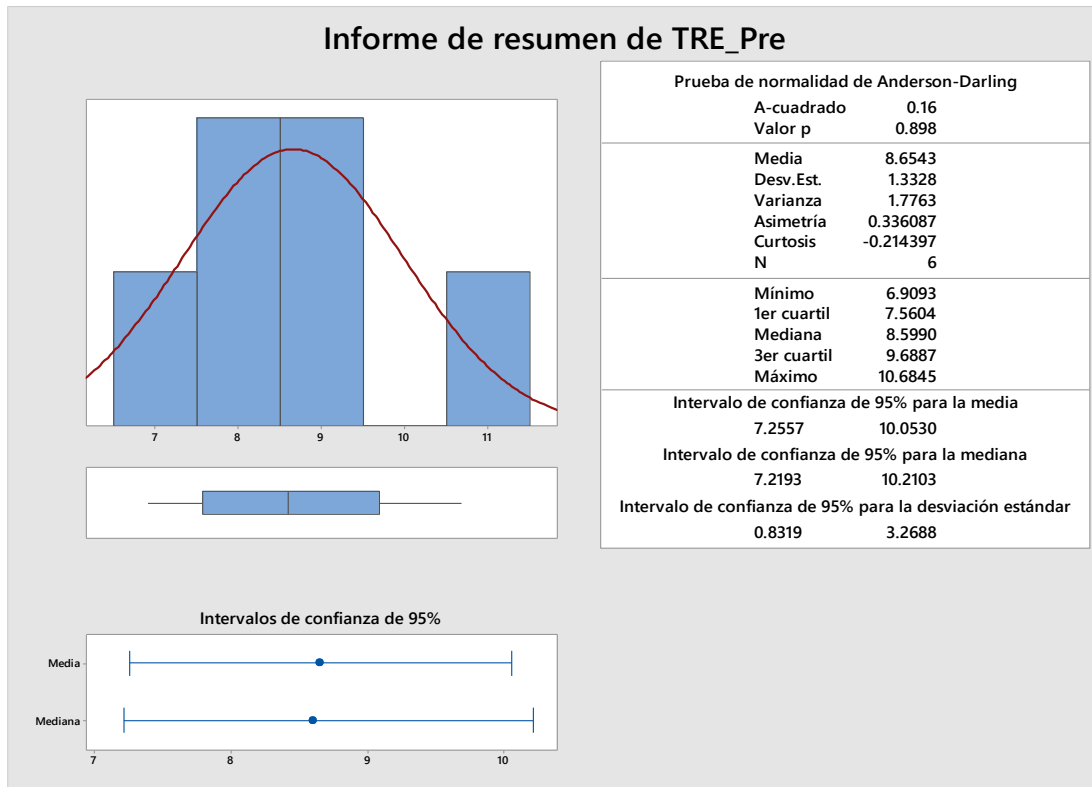 Informe de resumen de TRE_Pre
7 8 9 10 11
Intervalos de confianza de 95%
Media
Mediana
7 8 9 10
Prueba de normalidad de Anderson-Darling
A-cuadrado 0.16
Valor p 0.898
Media 8.6543
Desv.Est. 1.3328
Varianza 1.7763
Asimetría 0.336087
Curtosis -0.214397
N 6
Mínimo 6.9093
1er cuartil 7.5604
Mediana 8.5990
3er cuartil 9.6887
Máximo 10.6845
Intervalo de confianza de 95% para la media
7.2557 10.0530
Intervalo de confianza de 95% para la mediana
7.2193 10.2103
Intervalo de confianza de 95% para la desviación estándar
0.8319 3.2688